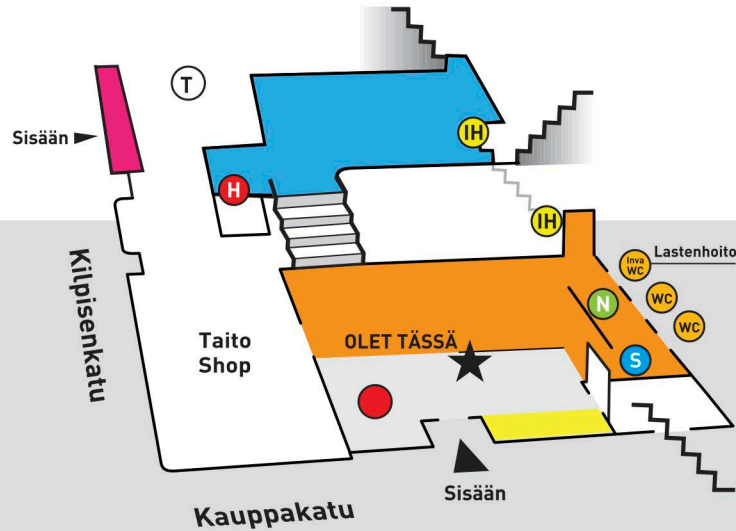 T
Sisään
IH
H
IH
Kilpisenkatu
Inva
WC
Lastenhoito
N
WC
WC
Taito
Shop
OLET TÄSSÄ
S
Sisään
Kauppakatu